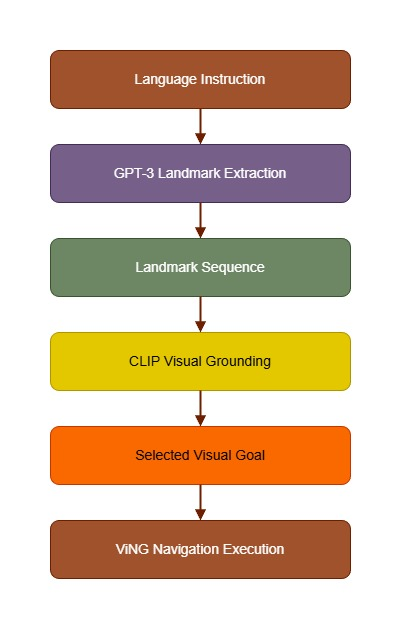 Language Instruction
GPT-3 Landmark Extraction
Landmark Sequence
CLIP Visual Grounding
Selected Visual Goal
ViNG Navigation Execution